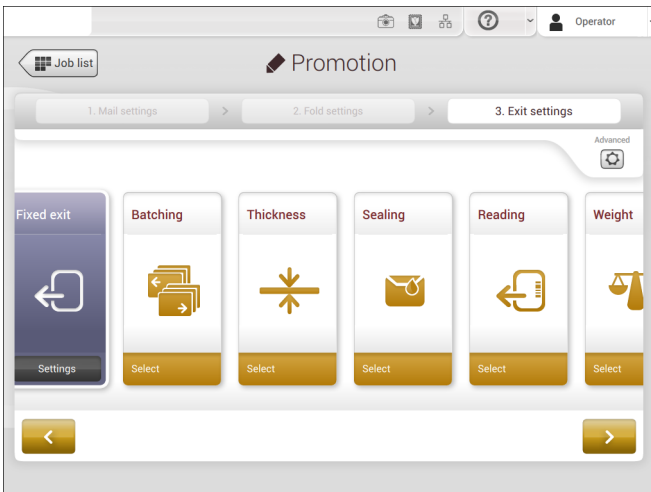 Operator
Job list
Promotion
1. Mail settings > 2. Fold settings > 3. Exit settings
Advanced
Fixed exit
Batching
Thickness
Sealing
Reading
Weight
Settings
Select
Select
Select
Select
Select